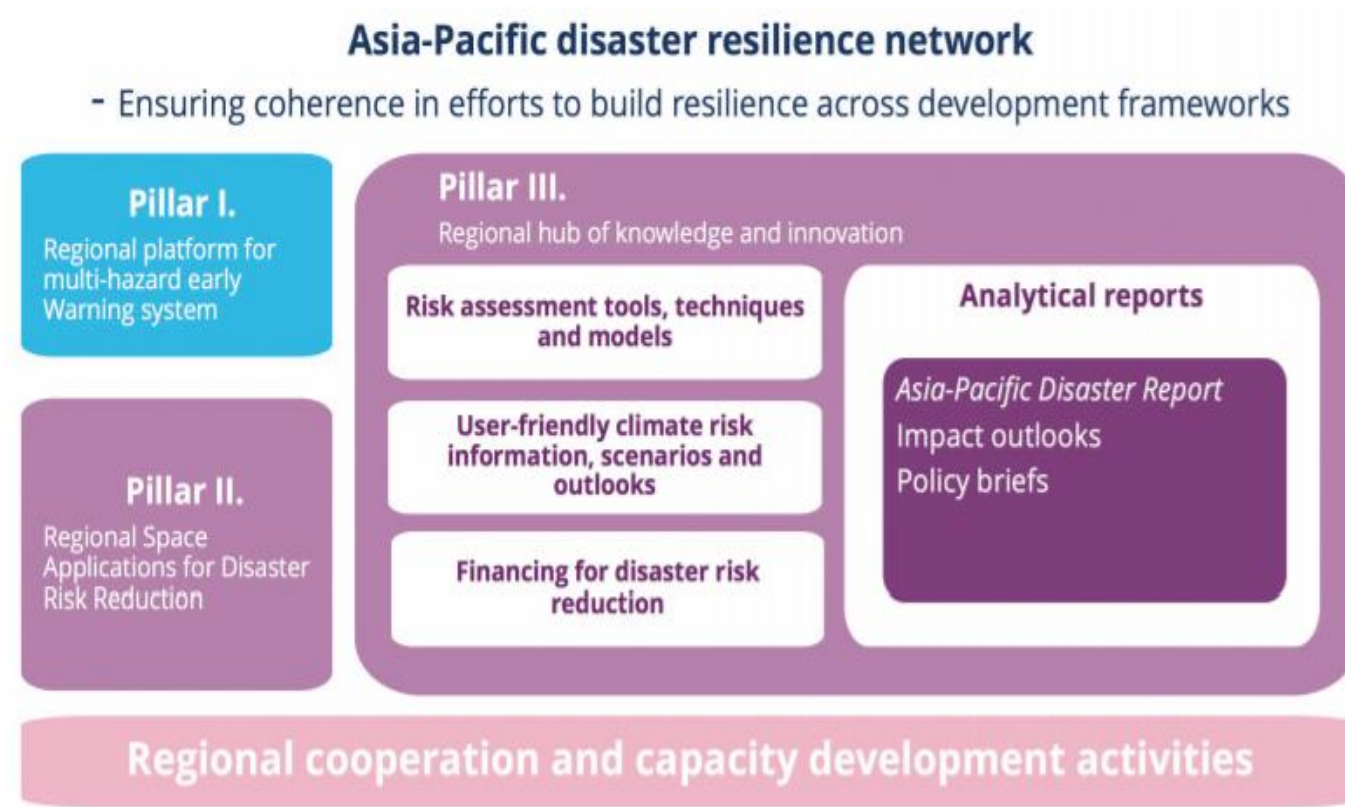 Asia-Pacific disaster resilience network
- Ensuring coherence in efforts to build resilience across development frameworks
Pillar I.
Regional platform for
multi-hazard early
Warning system
Pillar II.
Regional Space
Applications for Disaster
Risk Reduction
Pillar III.
Regional hub of knowledge and innovation
Risk assessment tools, techniques
and models
User-friendly climate risk
information, scenarios and
outlooks
Financing for disaster risk
reduction
Analytical reports
Asia-Pacific Disaster Report
Impact outlooks
Policy briefs
Regional cooperation and capacity development activities